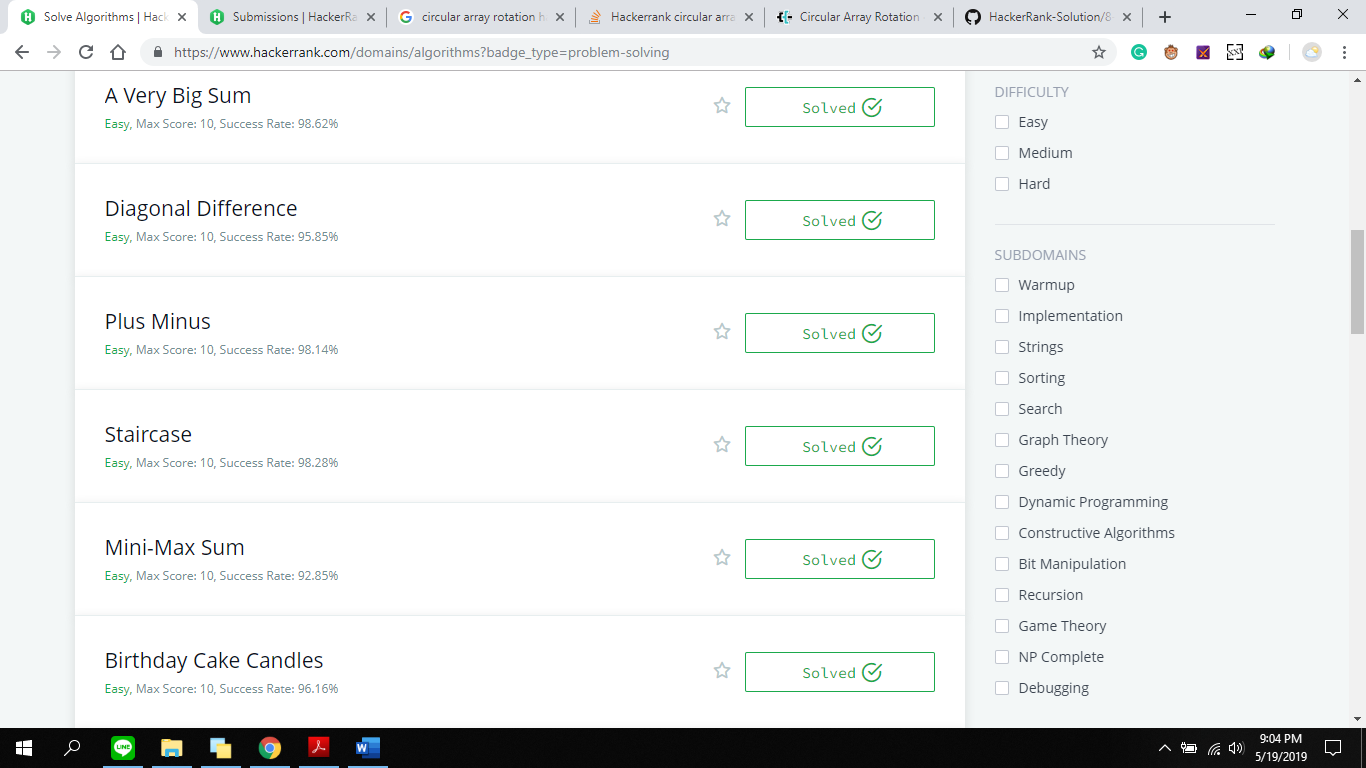 Solve Algorithms | Hack
Submissions | HackerRa
circular array rotation h
Hackerrank circular arra
Circular Array Rotation
HackerRank-Solution/8
https://www.hackerrank.com/domains/algorithms?badge_type=problem-solving
A Very Big Sum
Easy, Max Score: 10, Success Rate: 98.62%
Solved
Diagonal Difference
Easy, Max Score: 10, Success Rate: 95.85%
Solved
Plus Minus
Easy, Max Score: 10, Success Rate: 98.14%
Solved
Staircase
Easy, Max Score: 10, Success Rate: 98.28%
Solved
Mini-Max Sum
Easy, Max Score: 10, Success Rate: 92.85%
Solved
Birthday Cake Candles
Easy, Max Score: 10, Success Rate: 96.16%
Solved
DIFFICULTY
Easy
Medium
Hard
SUBDOMAINS
Warmup
Implementation
Strings
Sorting
Search
Graph Theory
Greedy
Dynamic Programming
Constructive Algorithms
Bit Manipulation
Recursion
Game Theory
NP Complete
Debugging
LINE
9:04 PM
5/19/2019